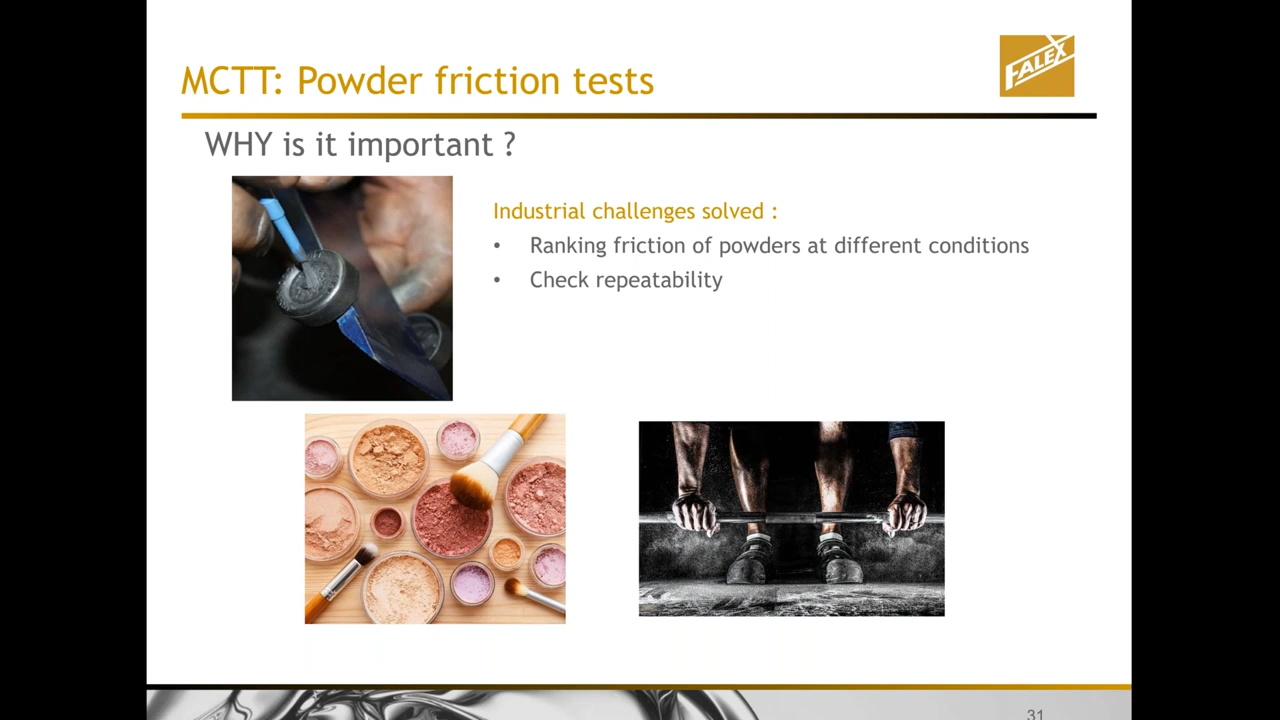 MCTT: Powder friction tests
FALEX
WHY is it important ?
Industrial challenges solved :
• Ranking friction of powders at different conditions
• Check repeatability
31